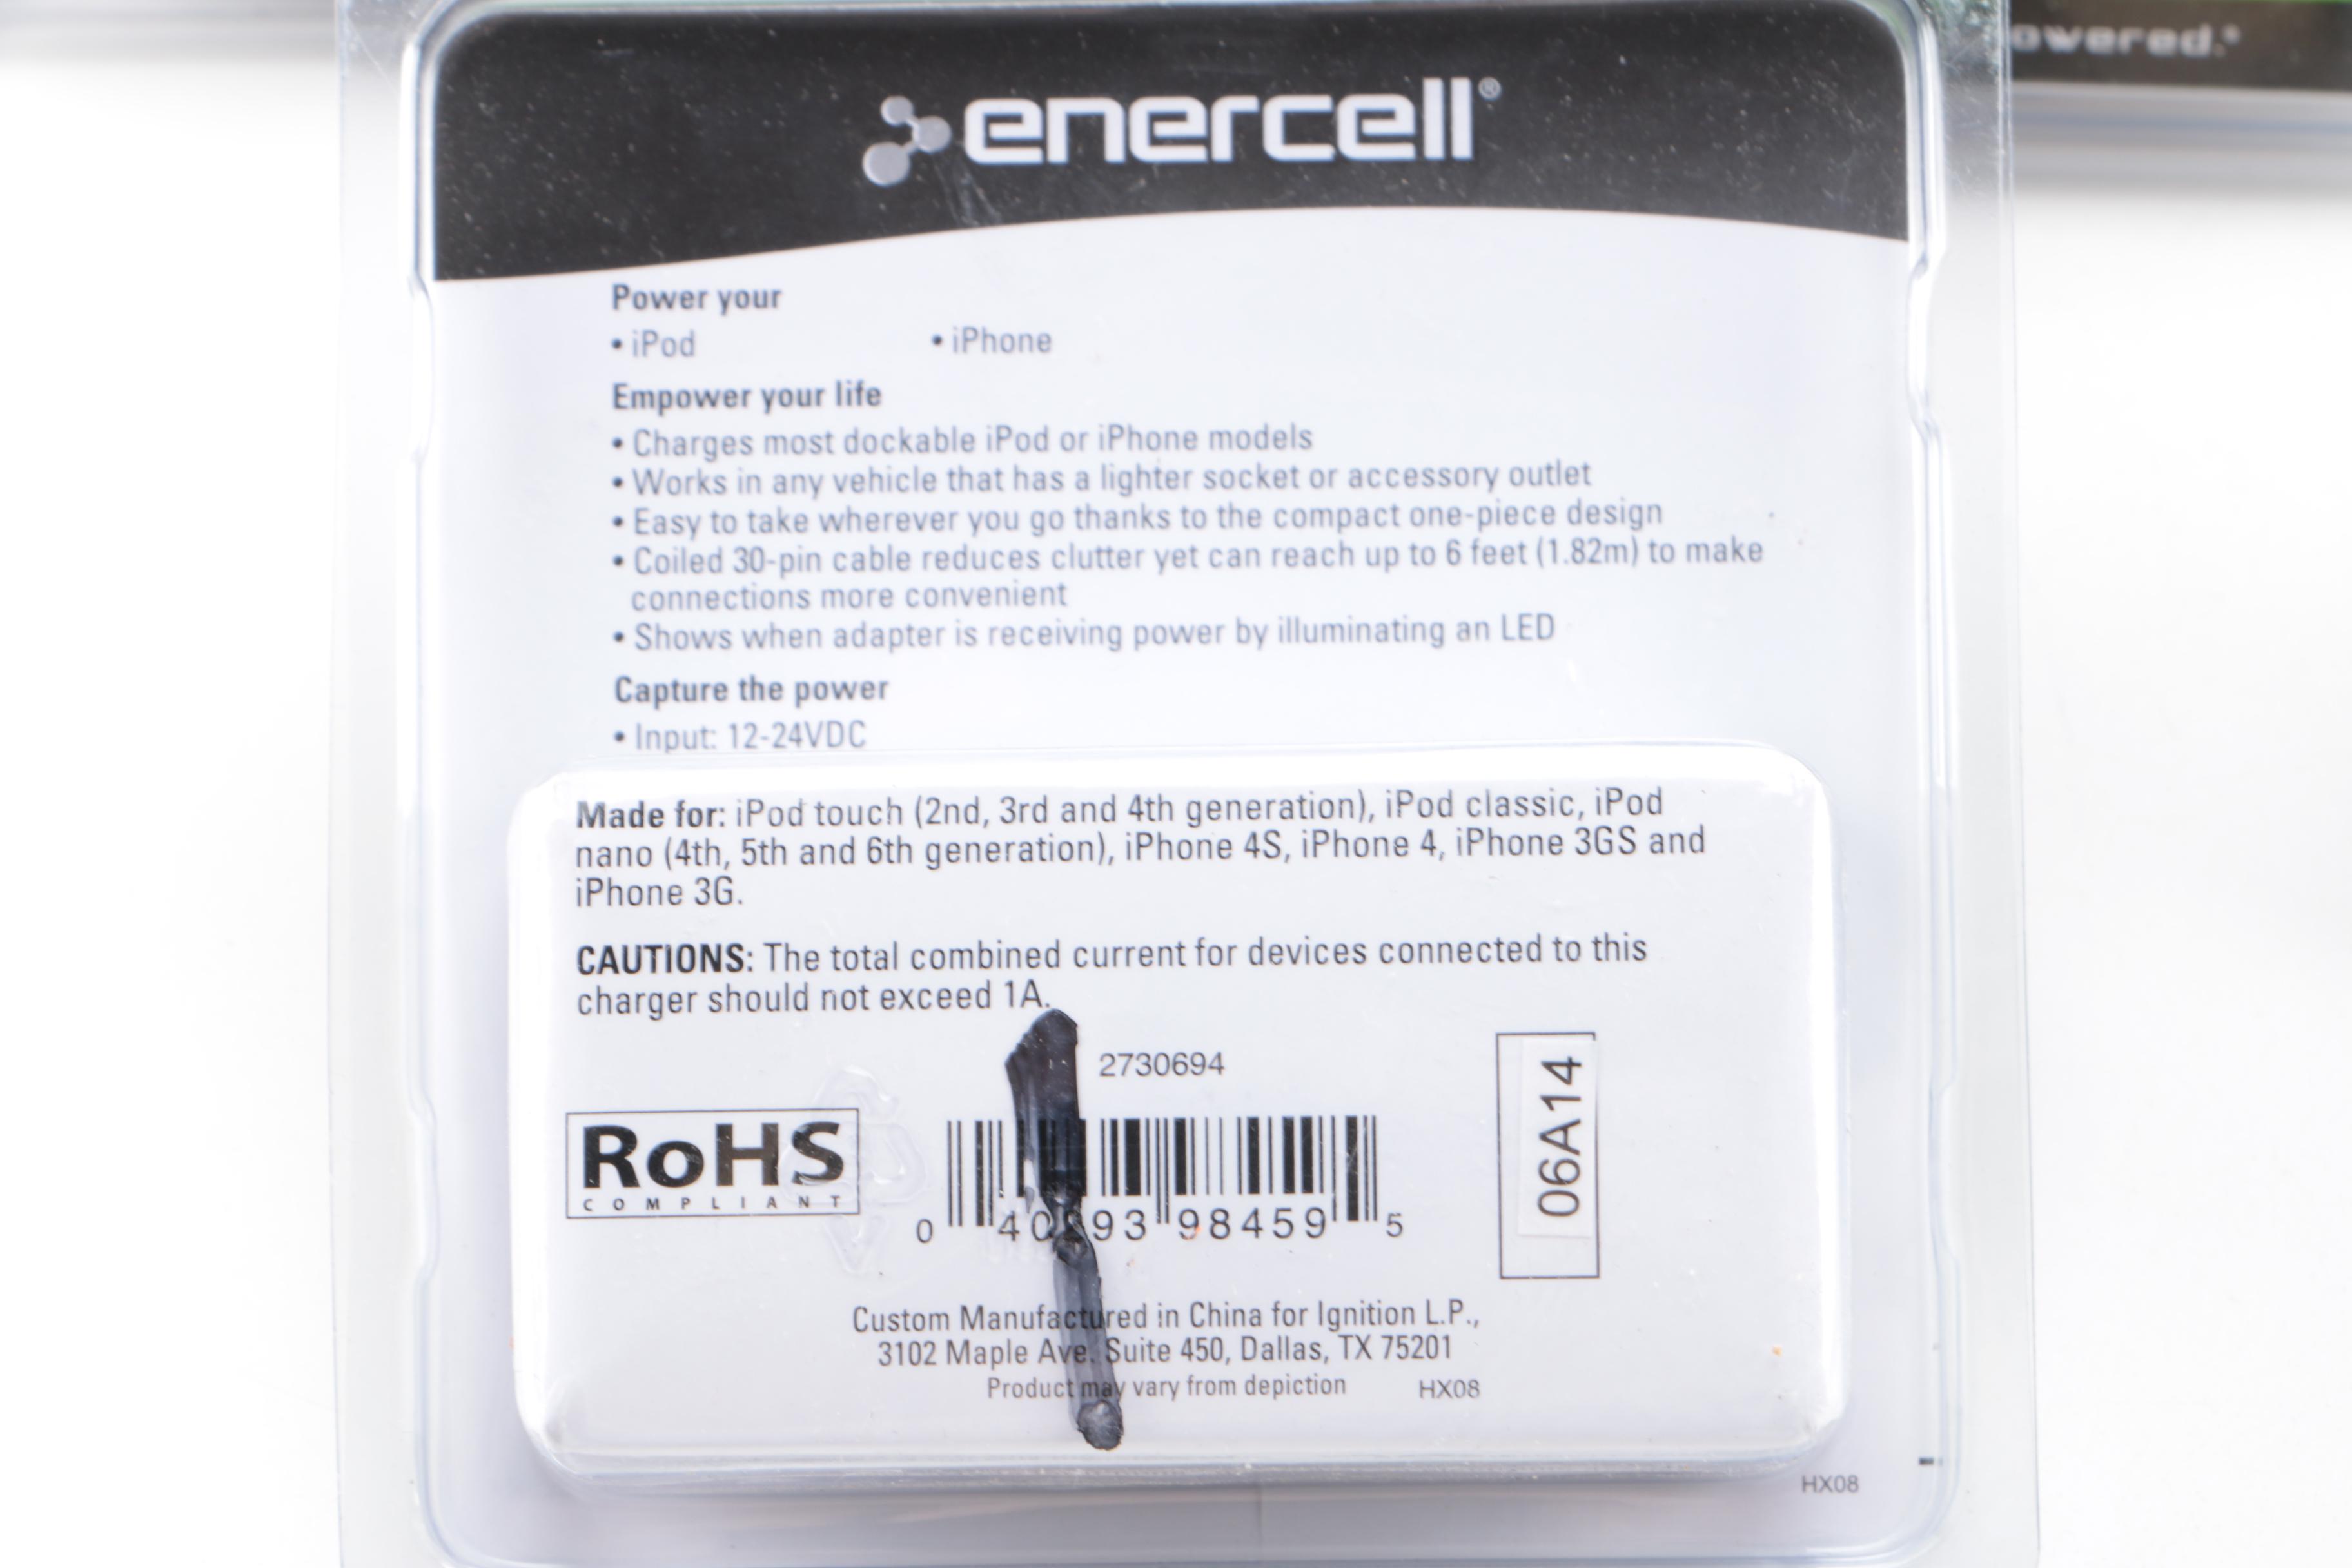 owered.®
enercell®
Power your
• iPod • iPhone
Empower your life
• Charges most dockable iPod or iPhone models
• Works in any vehicle that has a lighter socket or accessory outlet
• Easy to take wherever you go thanks to the compact one-piece design
• Coiled 30-pin cable reduces clutter yet can reach up to 6 feet (1.82m) to make
connections more convenient
• Shows when adapter is receiving power by illuminating an LED
Capture the power
• Input: 12-24VDC
Made for: iPod touch (2nd, 3rd and 4th generation), iPod classic, iPod
nano (4th, 5th and 6th generation), iPhone 4S, iPhone 4, iPhone 3GS and
iPhone 3G.
CAUTIONS: The total combined current for devices connected to this
charger should not exceed 1A.
2730694
RoHS
COMPLIANT
0 40293 98459 5
06A14
Custom Manufactured in China for Ignition L.P.,
3102 Maple Ave. Suite 450, Dallas, TX 75201
Product may vary from depiction HX08
HX08